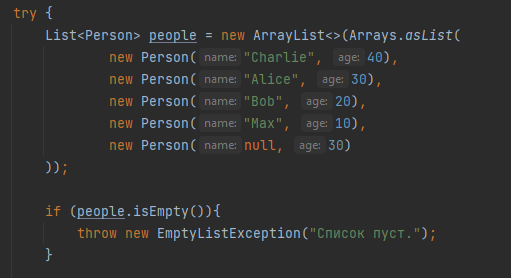 try {
List<Person> people = new ArrayList<>(Arrays.asList(
new Person( name: "Charlie", age: 40),
new Person( name: "Alice", age: 30),
new Person( name: "Bob", age: 20),
new Person( name: "Max", age: 10),
new Person( name: null, age: 30)
));
if (people.isEmpty()){
throw new EmptyListException("Список пуст.");
}